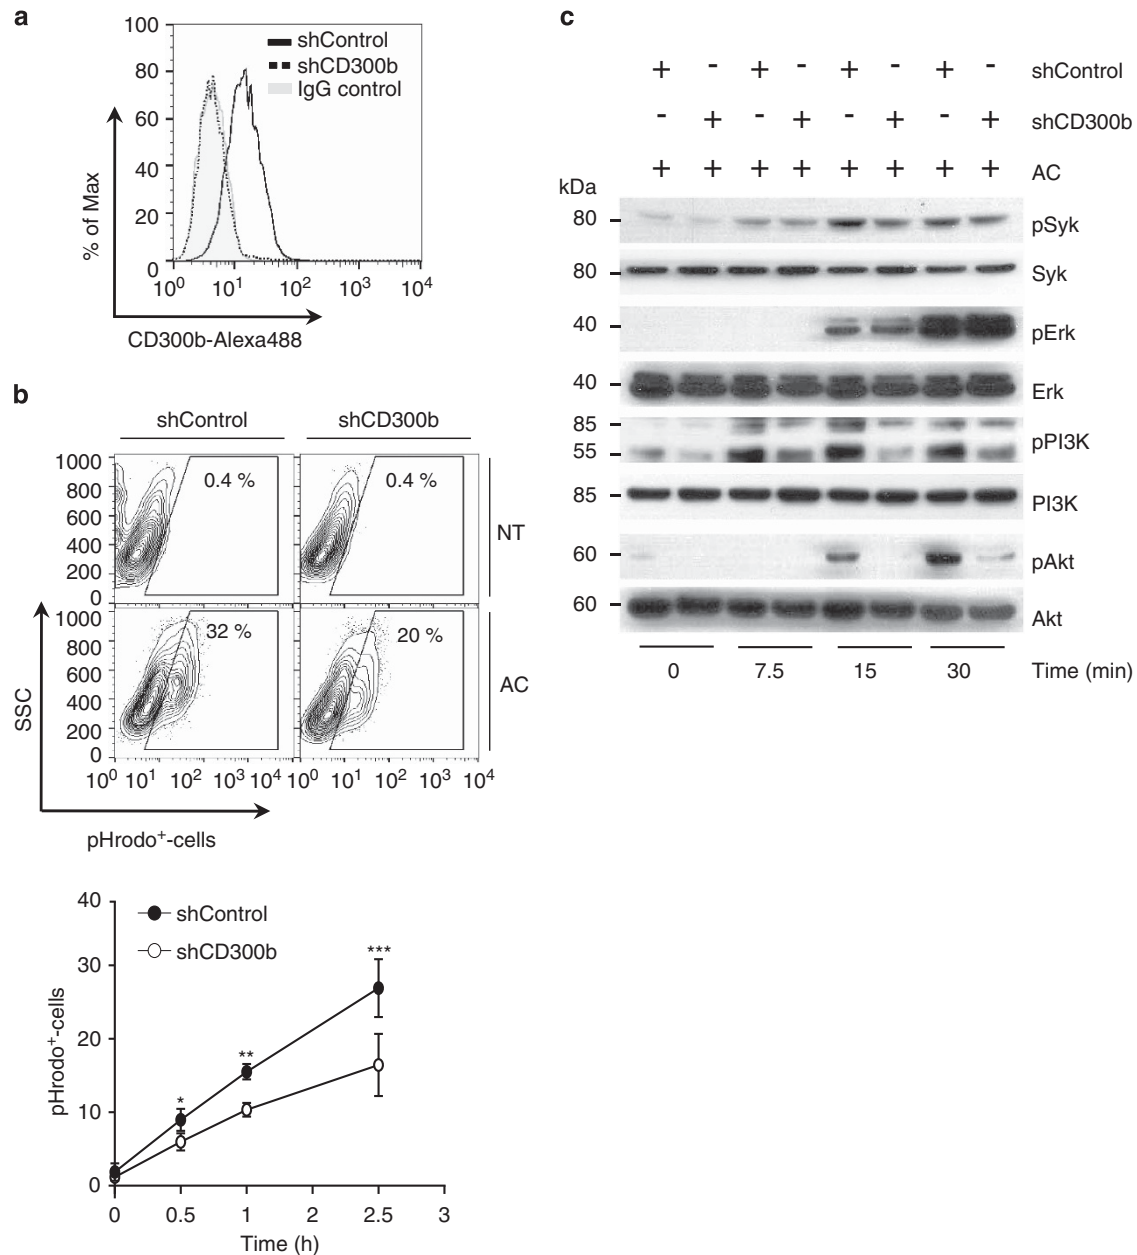 a
100
80
60
40
20
0
% of Max
shControl
shCD300b
IgG control
10⁰ 10¹ 10² 10³ 10⁴
CD300b-Alexa488
b
shControl shCD300b
1000
800
600
400
200
0
0.4 %
0.4 %
NT
1000
800
600
400
200
0
32 %
20 %
AC
SSC
10⁰ 10¹ 10² 10³ 10⁴ 10⁰ 10¹ 10² 10³ 10⁴
pHrodo⁺-cells
40
30
20
10
0
pHrodo⁺-cells
shControl
shCD300b
*
**
***
0 0.5 1 2 2.5 3
Time (h)
c
+ - + - + - + - shControl
- + - + - + - + shCD300b
+ + + + + + + + AC
kDa
80 pSyk
80 Syk
40 pErk
40 Erk
85
55 pPI3K
85 PI3K
60 pAkt
60 Akt
0 7.5 15 30 Time (min)